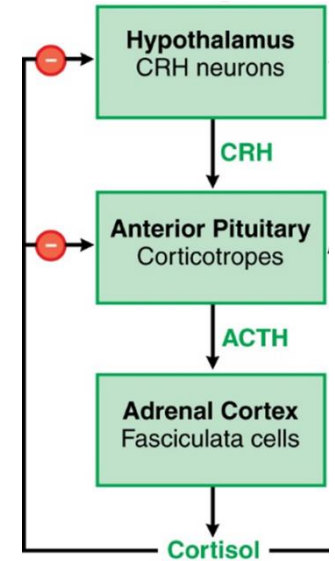 Hypothalamus
CRH neurons
CRH
Anterior Pituitary
Corticotropes
ACTH
Adrenal Cortex
Fasciculata cells
Cortisol